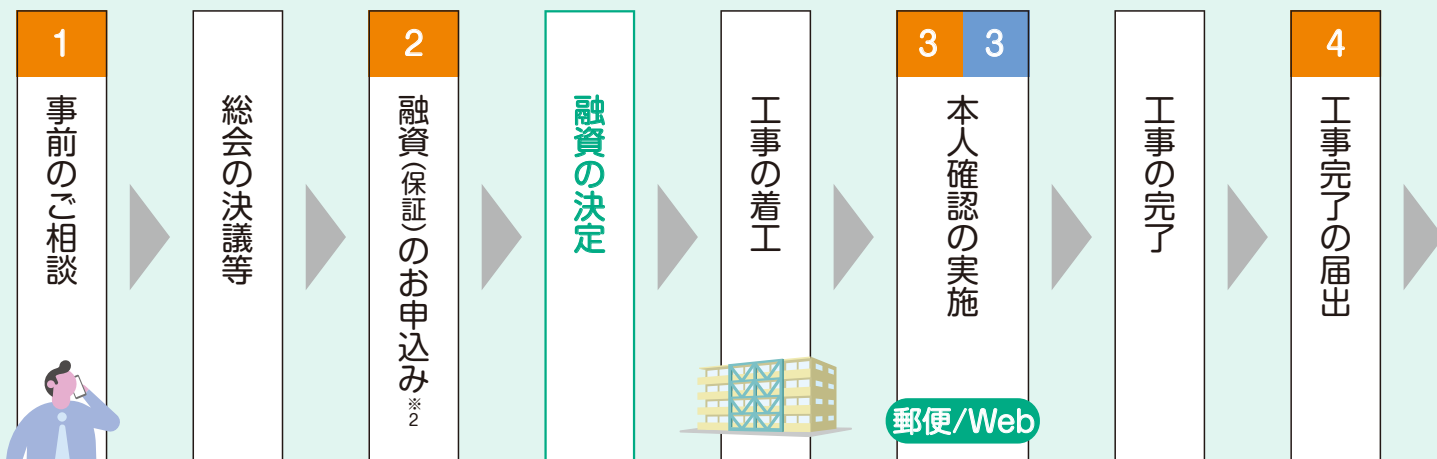 1
事前のご相談
総会の決議等
2
融資(保証)のお申込み※2
融資の決定
工事の着工
3 3
本人確認の実施
郵便/Web
工事の完了
4
工事完了の届出